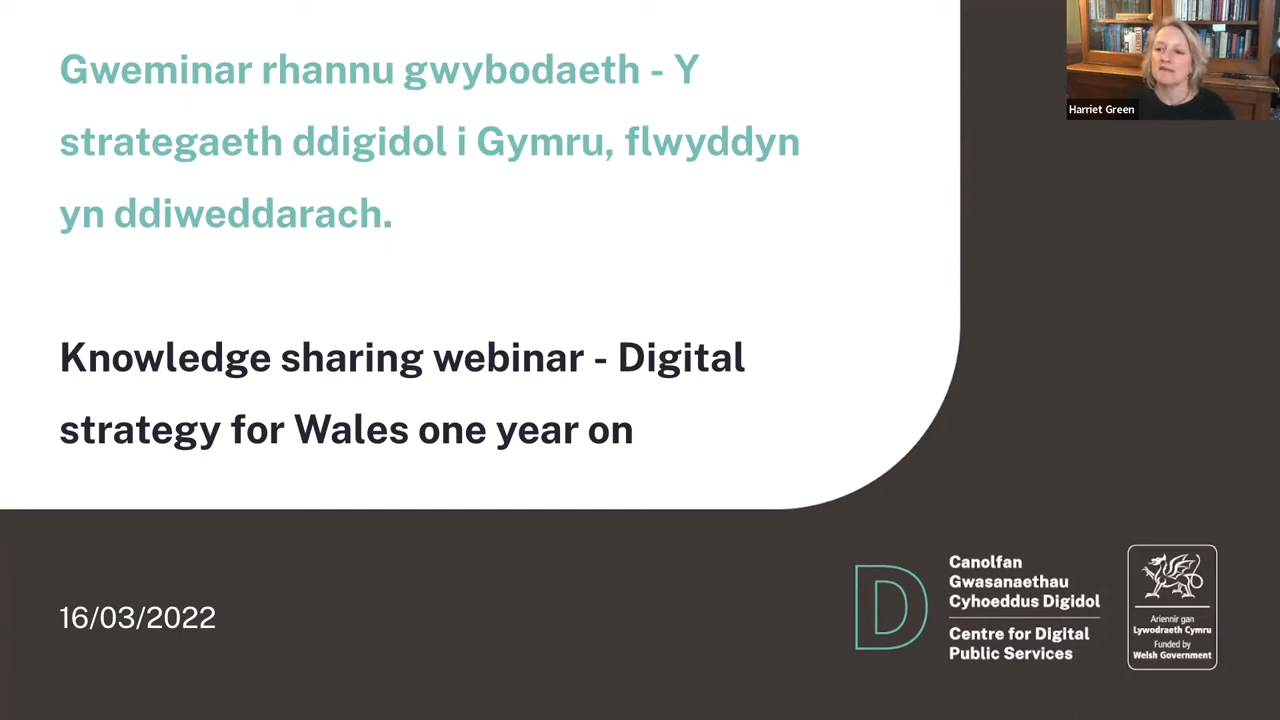 Gweminar rhannu gwybodaeth - Y
strategaeth ddigidol i Gymru, flwyddyn
yn ddiweddarach.
Knowledge sharing webinar - Digital
strategy for Wales one year on
16/03/2022
Harriet Green
D
Canolfan
Gwasanaethau
Cyhoeddus Digidol
Centre for Digital
Public Services
Ariennir gan
Lywodraeth Cymru
Funded by
Welsh Government